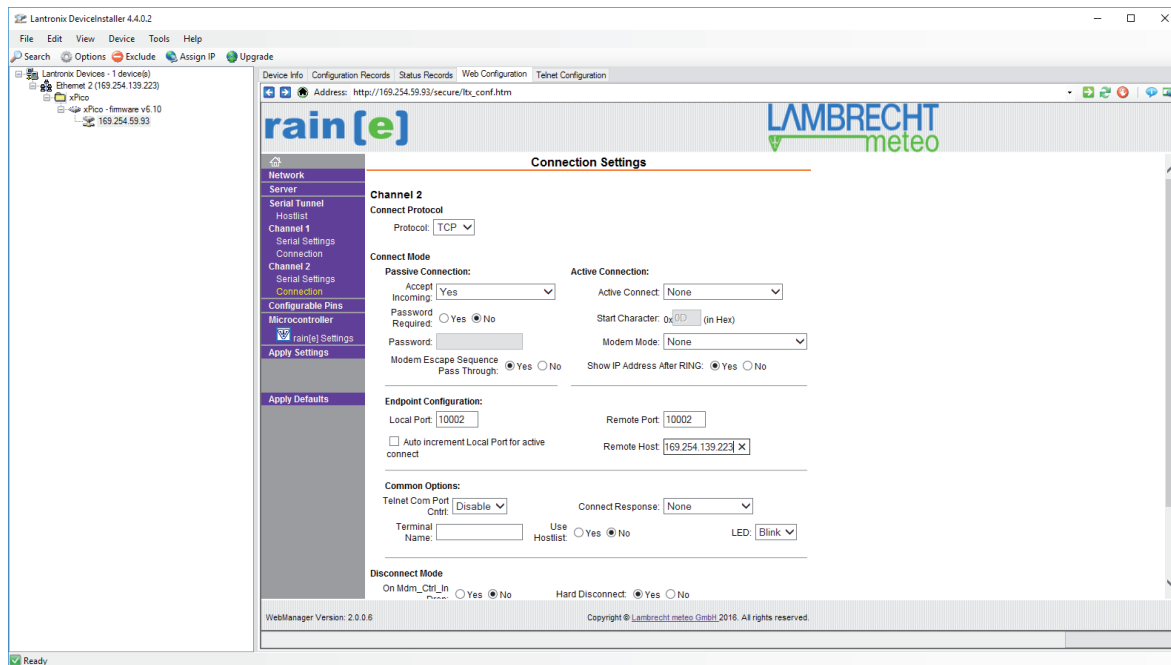 Lantronix DeviceInstaller 4.4.0.2
File Edit View Device Tools Help
Search Options Exclude Assign IP Upgrade
Lantronix Devices - 1 device(s)
Ethernet 2 (169.254.139.223)
xPico
xPico - firmware v6.10
169.254.59.93
Device Info Configuration Records Status Records Web Configuration Telnet Configuration
Address: http://169.254.59.93/secure/ltx_conf.htm
rain[e]
LAMBRECHT
meteo
Network
Server
Serial Tunnel
Hostlist
Channel 1
Serial Settings
Connection
Channel 2
Serial Settings
Connection
Configurable Pins
Microcontroller
rain[e] Settings
Apply Settings
Apply Defaults
Connection Settings
Channel 2
Connect Protocol
Protocol: TCP
Connect Mode
Passive Connection: Active Connection:
Accept Incoming: Yes Active Connect: None
Password Required: Yes No Start Character: 0x 0D (in Hex)
Password: Modem Mode: None
Modem Escape Sequence Pass Through: Yes No Show IP Address After RING: Yes No
Endpoint Configuration:
Local Port: 10002 Remote Port: 10002
Auto increment Local Port for active connect Remote Host: 169.254.139.223
Common Options:
Telnet Com Port Cntrl: Disable Connect Response: None
Terminal Name: Use Hostlist: Yes No LED: Blink
Disconnect Mode
On Mdm_Ctrl_In Drop: Yes No Hard Disconnect: Yes No
WebManager Version: 2.0.0.6 Copyright © Lambrecht meteo GmbH 2016. All rights reserved.
Ready